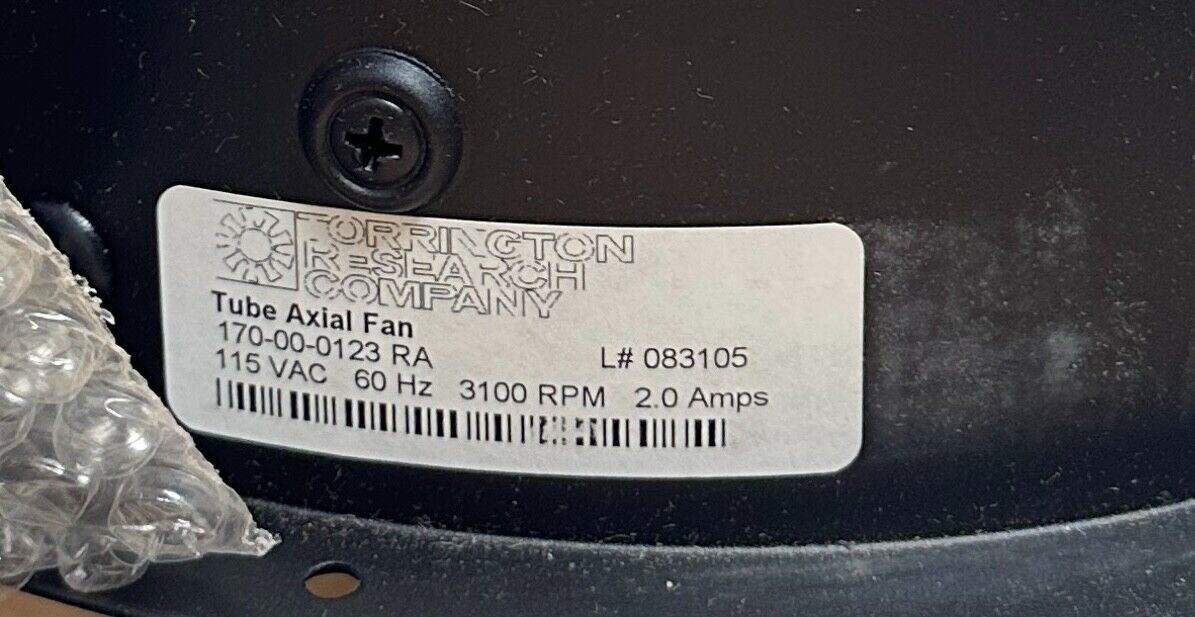 TORRINGTON
RESEARCH
COMPANY
Tube Axial Fan
170-00-0123 RA L# 083105
115 VAC 60 Hz 3100 RPM 2.0 Amps